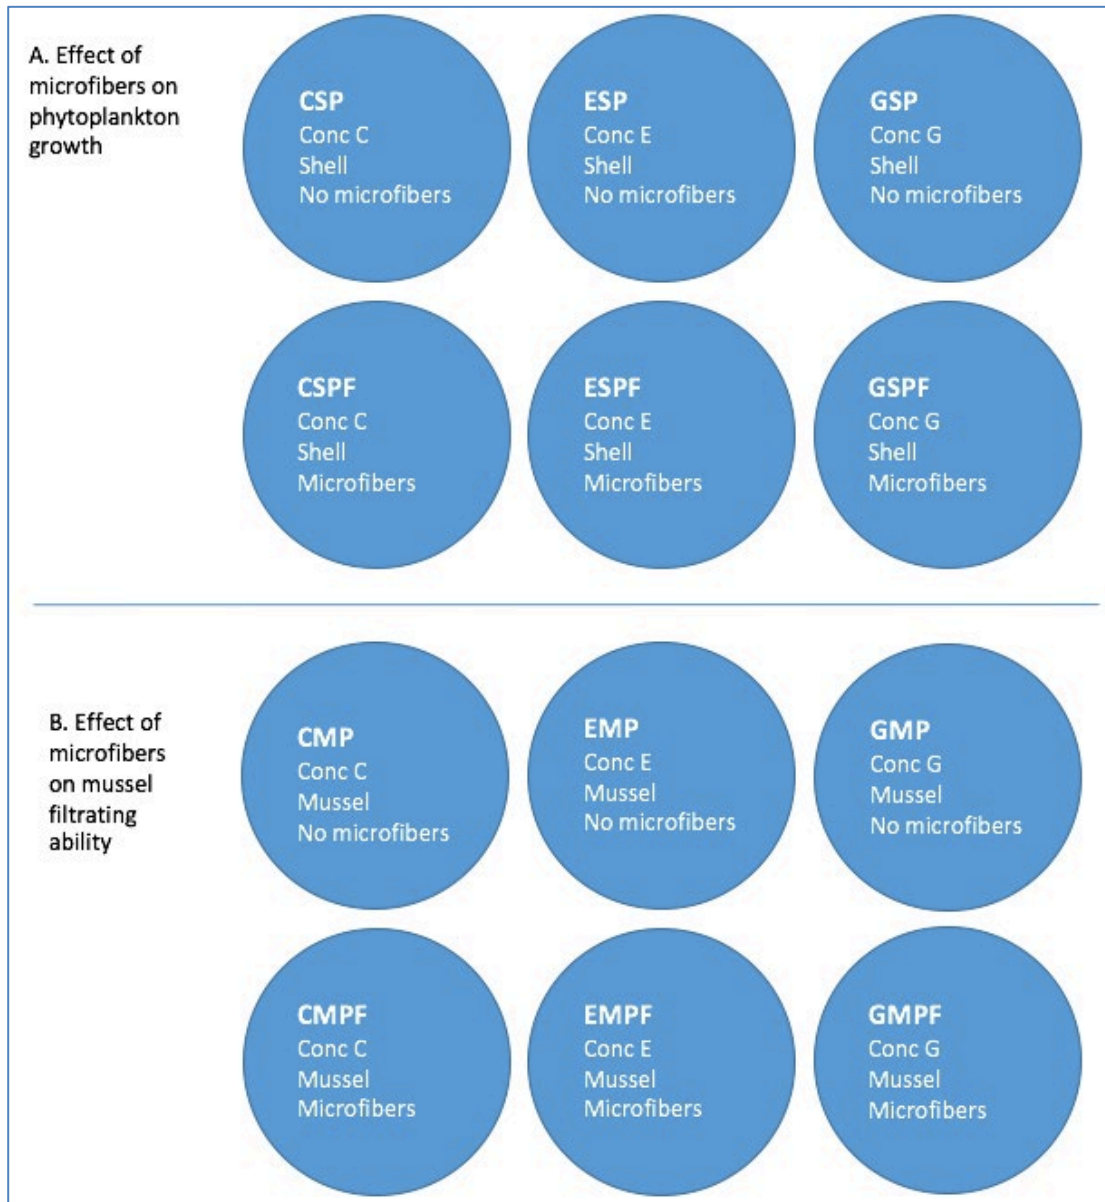 A. Effect of
microfibers on
phytoplankton
growth
CSP
Conc C
Shell
No microfibers
ESP
Conc E
Shell
No microfibers
GSP
Conc G
Shell
No microfibers
CSPF
Conc C
Shell
Microfibers
ESPF
Conc E
Shell
Microfibers
GSPF
Conc G
Shell
Microfibers
B. Effect of
microfibers
on mussel
filtrating
ability
CMP
Conc C
Mussel
No microfibers
EMP
Conc E
Mussel
No microfibers
GMP
Conc G
Mussel
No microfibers
CMPF
Conc C
Mussel
Microfibers
EMPF
Conc E
Mussel
Microfibers
GMPF
Conc G
Mussel
Microfibers